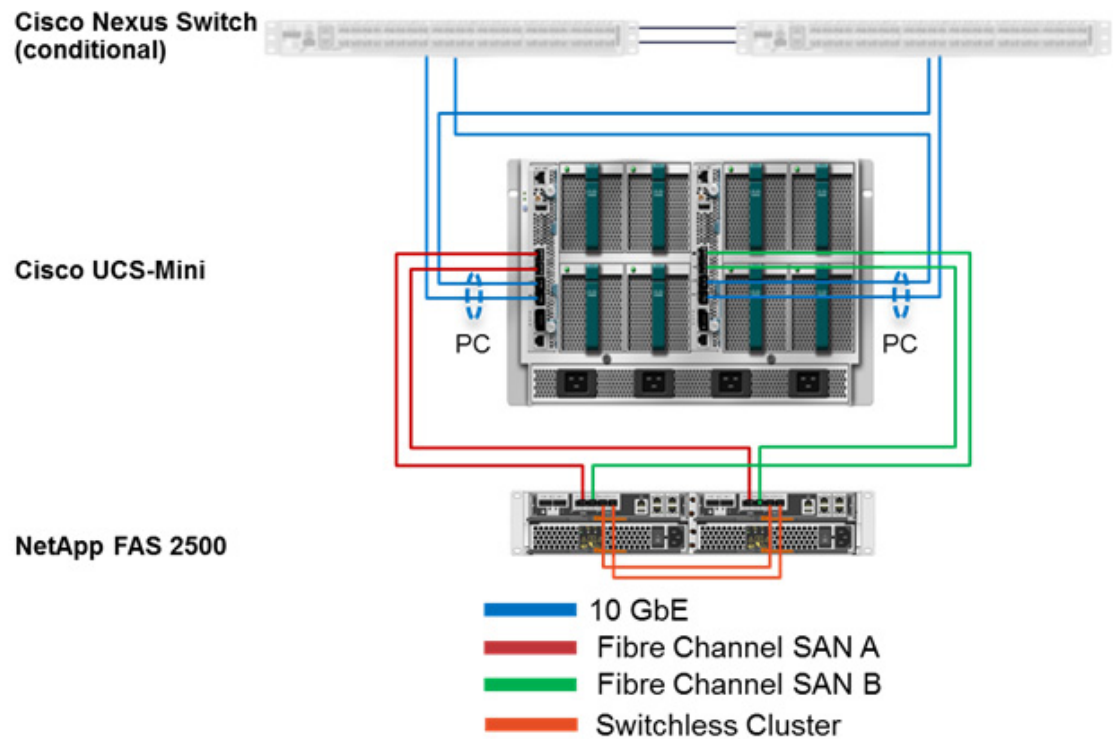 Cisco Nexus Switch
(conditional)
Cisco UCS-Mini
PC
PC
NetApp FAS 2500
10 GbE
Fibre Channel SAN A
Fibre Channel SAN B
Switchless Cluster